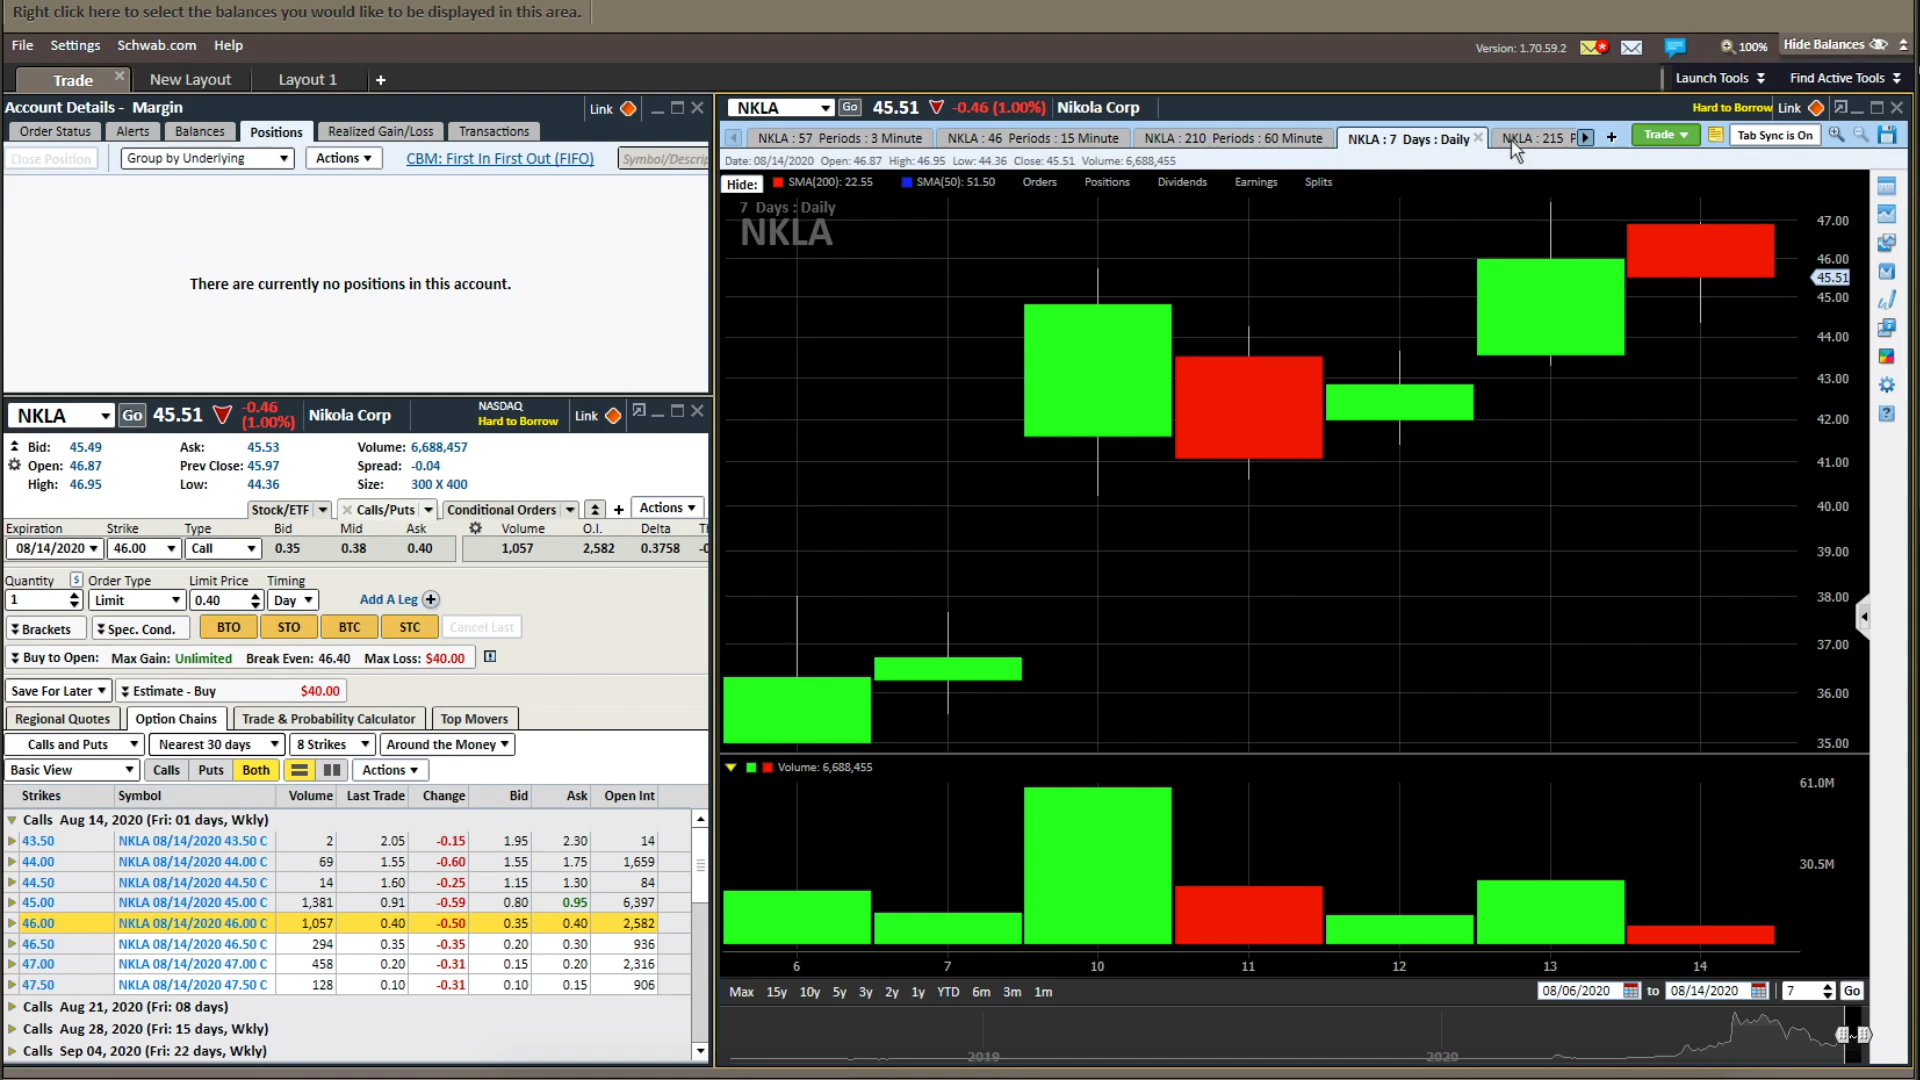 Right click here to select the balances you would like to be displayed in this area.
File Settings Schwab.com Help
Version: 1.70.59.2 100% Hide Balances
Trade New Layout Layout 1 +
Launch Tools Find Active Tools
Account Details - Margin Link
Order Status Alerts Balances Positions Realized Gain/Loss Transactions
Close Position Group by Underlying Actions CBM: First In First Out (FIFO) Symbol/Descrip
There are currently no positions in this account.
NKLA Go 45.51 -0.46 (1.00%) Nikola Corp NASDAQ Hard to Borrow Link
Bid: 45.49 Ask: 45.53 Volume: 6,688,457
Open: 46.87 Prev Close: 45.97 Spread: -0.04
High: 46.95 Low: 44.36 Size: 300 X 400
Stock/ETF Calls/Puts Conditional Orders + Actions
Expiration Strike Type Bid Mid Ask Volume O.I. Delta
08/14/2020 46.00 Call 0.35 0.38 0.40 1,057 2,582 0.3758
Quantity S Order Type Limit Price Timing
1 Limit 0.40 Day Add A Leg
Brackets Spec. Cond. BTO STO BTC STC Cancel Last
Buy to Open: Max Gain: Unlimited Break Even: 46.40 Max Loss: $40.00
Save For Later Estimate - Buy $40.00
Regional Quotes Option Chains Trade & Probability Calculator Top Movers
Calls and Puts Nearest 30 days 8 Strikes Around the Money
Basic View Calls Puts Both Actions
Strikes Symbol Volume Last Trade Change Bid Ask Open Int
Calls Aug 14, 2020 (Fri: 01 days, Wkly)
43.50 NKLA 08/14/2020 43.50 C 2 2.05 -0.15 1.95 2.30 14
44.00 NKLA 08/14/2020 44.00 C 69 1.55 -0.60 1.55 1.75 1,659
44.50 NKLA 08/14/2020 44.50 C 14 1.60 -0.25 1.15 1.30 84
45.00 NKLA 08/14/2020 45.00 C 1,381 0.91 -0.59 0.80 0.95 6,397
46.00 NKLA 08/14/2020 46.00 C 1,057 0.40 -0.50 0.35 0.40 2,582
46.50 NKLA 08/14/2020 46.50 C 294 0.35 -0.35 0.20 0.30 936
47.00 NKLA 08/14/2020 47.00 C 458 0.20 -0.31 0.15 0.20 2,316
47.50 NKLA 08/14/2020 47.50 C 128 0.10 -0.31 0.10 0.15 906
Calls Aug 21, 2020 (Fri: 08 days)
Calls Aug 28, 2020 (Fri: 15 days, Wkly)
Calls Sep 04, 2020 (Fri: 22 days, Wkly)
NKLA Go 45.51 -0.46 (1.00%) Nikola Corp Hard to Borrow Link
NKLA : 57 Periods : 3 Minute NKLA : 46 Periods : 15 Minute NKLA : 210 Periods : 60 Minute NKLA : 7 Days : Daily NKLA : 215 P + Trade Tab Sync is On
Date: 08/14/2020 Open: 46.87 High: 46.95 Low: 44.36 Close: 45.51 Volume: 6,688,455
Hide: SMA(200): 22.55 SMA(50): 51.50 Orders Positions Dividends Earnings Splits
7 Days : Daily
NKLA
47.00
46.00
45.51
45.00
44.00
43.00
42.00
41.00
40.00
39.00
38.00
37.00
36.00
35.00
Volume: 6,688,455
61.0M
30.5M
6 7 10 11 12 13 14
Max 15y 10y 5y 3y 2y 1y YTD 6m 3m 1m 08/06/2020 to 08/14/2020 7 Go
2019 2020